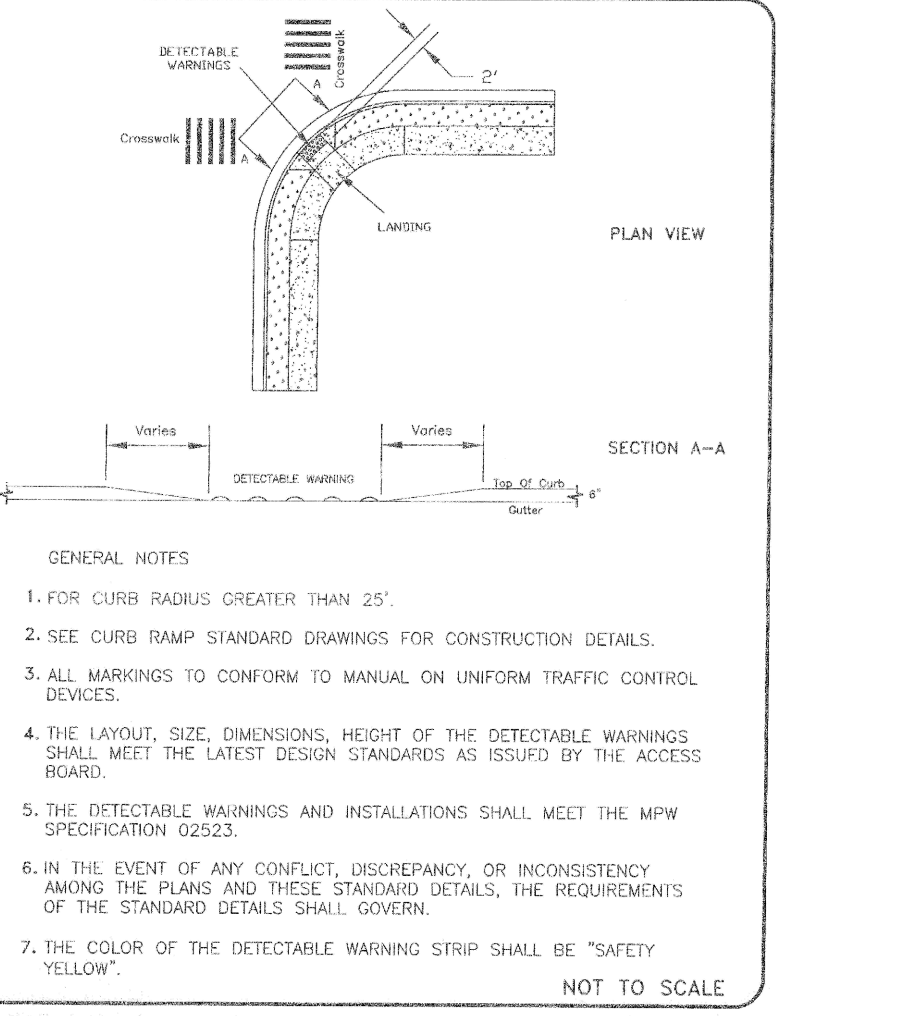 DETECTABLE
WARNINGS
Crosswalk
2'
A
Crosswalk
A
LANDING
PLAN VIEW
Varies
Varies
SECTION A-A
DETECTABLE WARNING
Top Of Curb
6"
Gutter
GENERAL NOTES
1. FOR CURB RADIUS GREATER THAN 25'.
2. SEE CURB RAMP STANDARD DRAWINGS FOR CONSTRUCTION DETAILS.
3. ALL MARKINGS TO CONFORM TO MANUAL ON UNIFORM TRAFFIC CONTROL
DEVICES.
4. THE LAYOUT, SIZE, DIMENSIONS, HEIGHT OF THE DETECTABLE WARNINGS
SHALL MEET THE LATEST DESIGN STANDARDS AS ISSUED BY THE ACCESS
BOARD.
5. THE DETECTABLE WARNINGS AND INSTALLATIONS SHALL MEET THE MPW
SPECIFICATION 02523.
6. IN THE EVENT OF ANY CONFLICT, DISCREPANCY, OR INCONSISTENCY
AMONG THE PLANS AND THESE STANDARD DETAILS, THE REQUIREMENTS
OF THE STANDARD DETAILS SHALL GOVERN.
7. THE COLOR OF THE DETECTABLE WARNING STRIP SHALL BE "SAFETY
YELLOW".
NOT TO SCALE